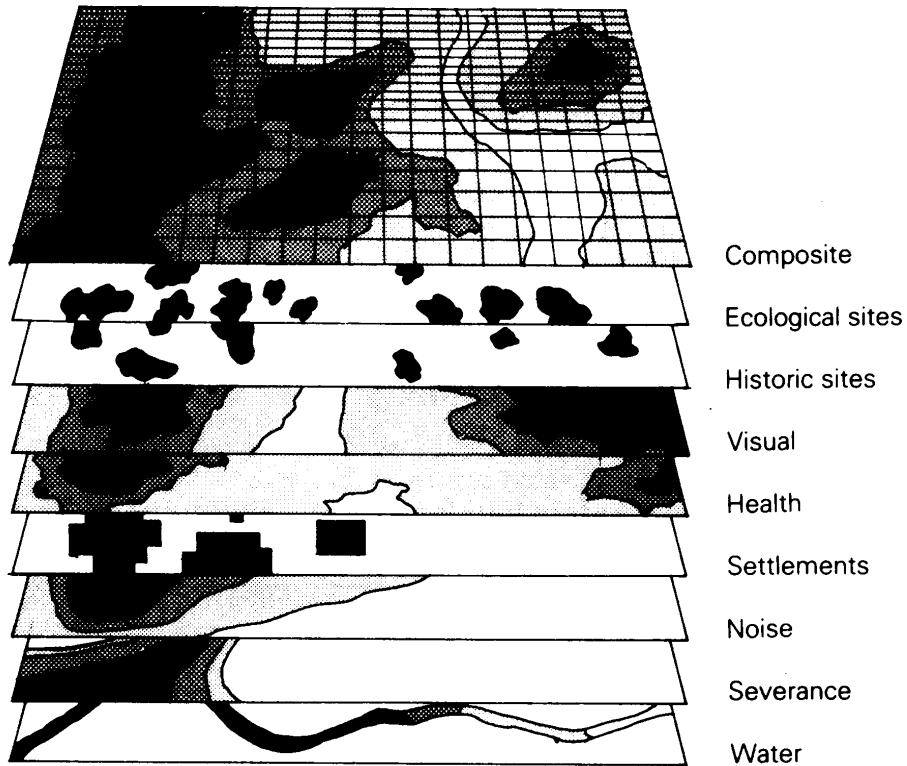 Composite
Ecological sites
Historic sites
Visual
Health
Settlements
Noise
Severance
Water